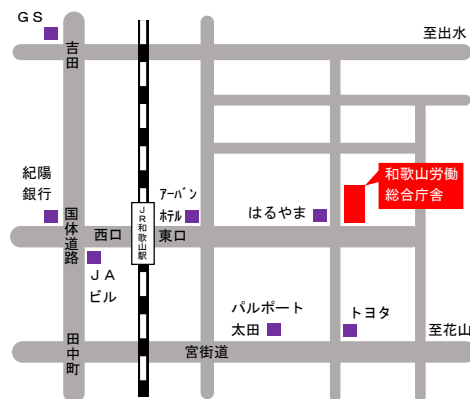 ＧＳ
吉田
至出水
紀陽
銀行
アーバン
ホテル
はるやま
和歌山労働
総合庁舎
国体道路
西口
ＪＲ和歌山駅
東口
ＪＡ
ビル
パルポート
太田
トヨタ
至花山
田中町
宮街道